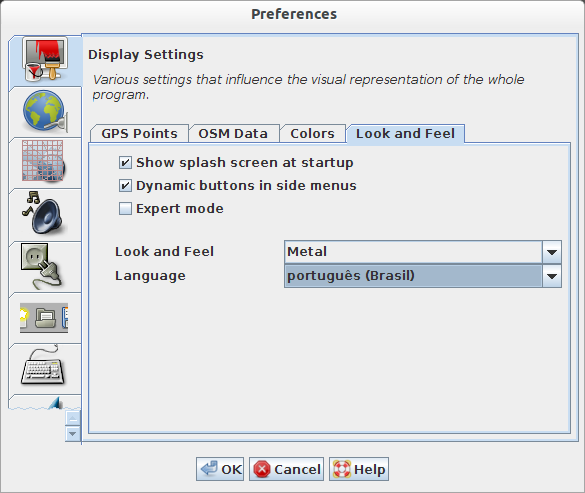 Preferences
Display Settings
Various settings that influence the visual representation of the whole
program.
GPS Points OSM Data Colors Look and Feel
Show splash screen at startup
Dynamic buttons in side menus
Expert mode
Look and Feel Metal
Language português (Brasil)
OK Cancel Help